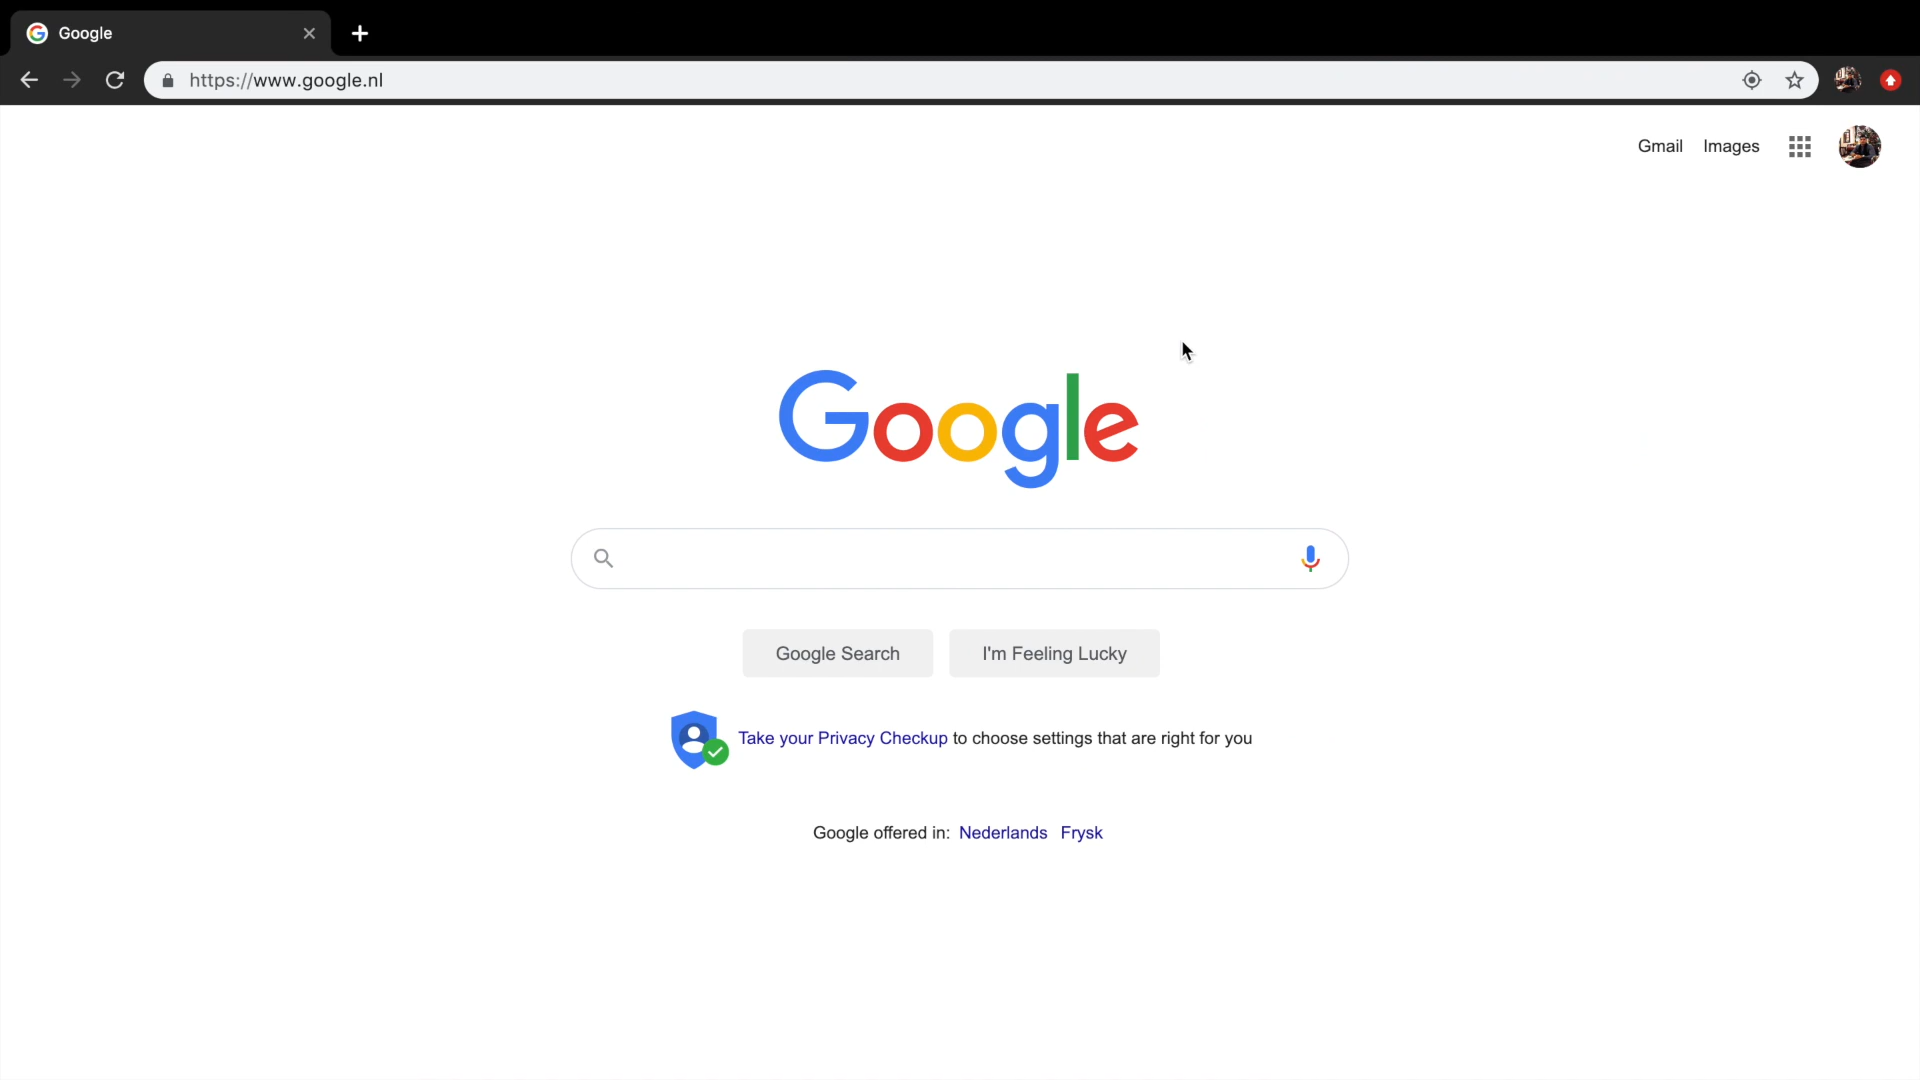 Google
https://www.google.nl
Gmail Images
Google
Google Search I'm Feeling Lucky
Take your Privacy Checkup to choose settings that are right for you
Google offered in: Nederlands Frysk